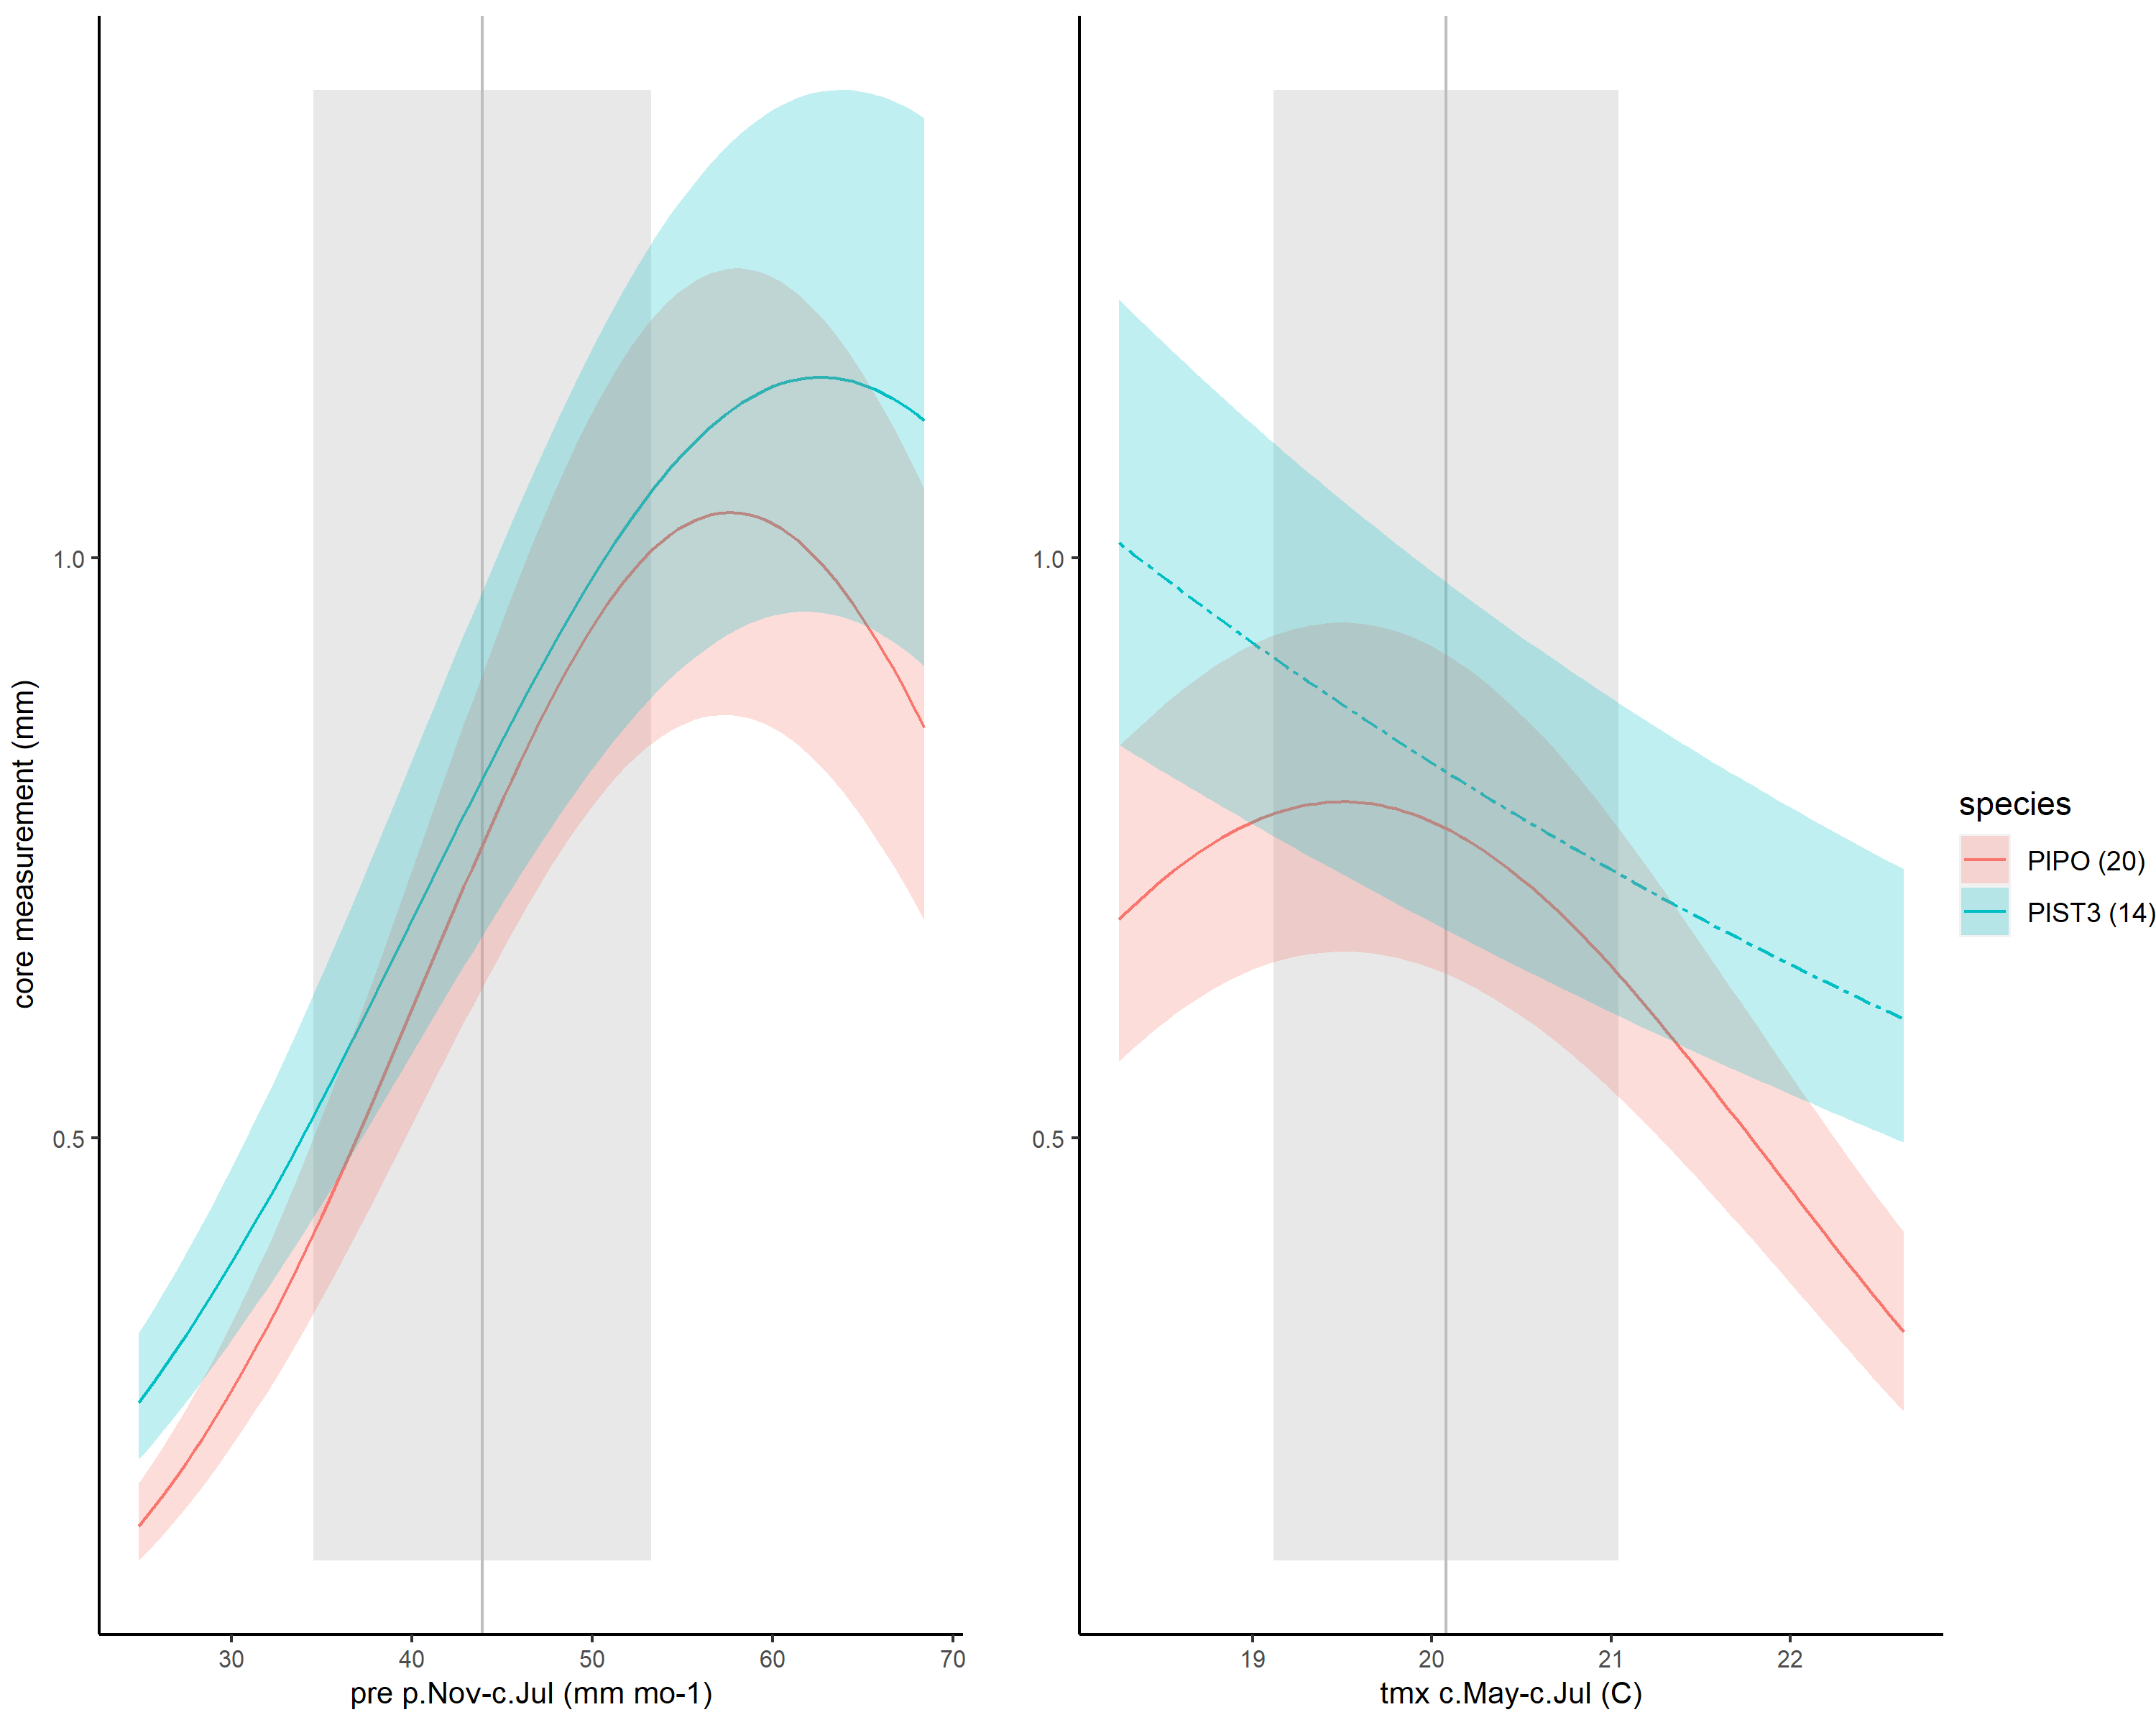 core measurement (mm)
1.0
0.5
30 40 50 60 70
pre p.Nov-c.Jul (mm mo-1)
1.0
0.5
19 20 21 22
tmx c.May-c.Jul (C)
species
PIPO (20)
PIST3 (14)